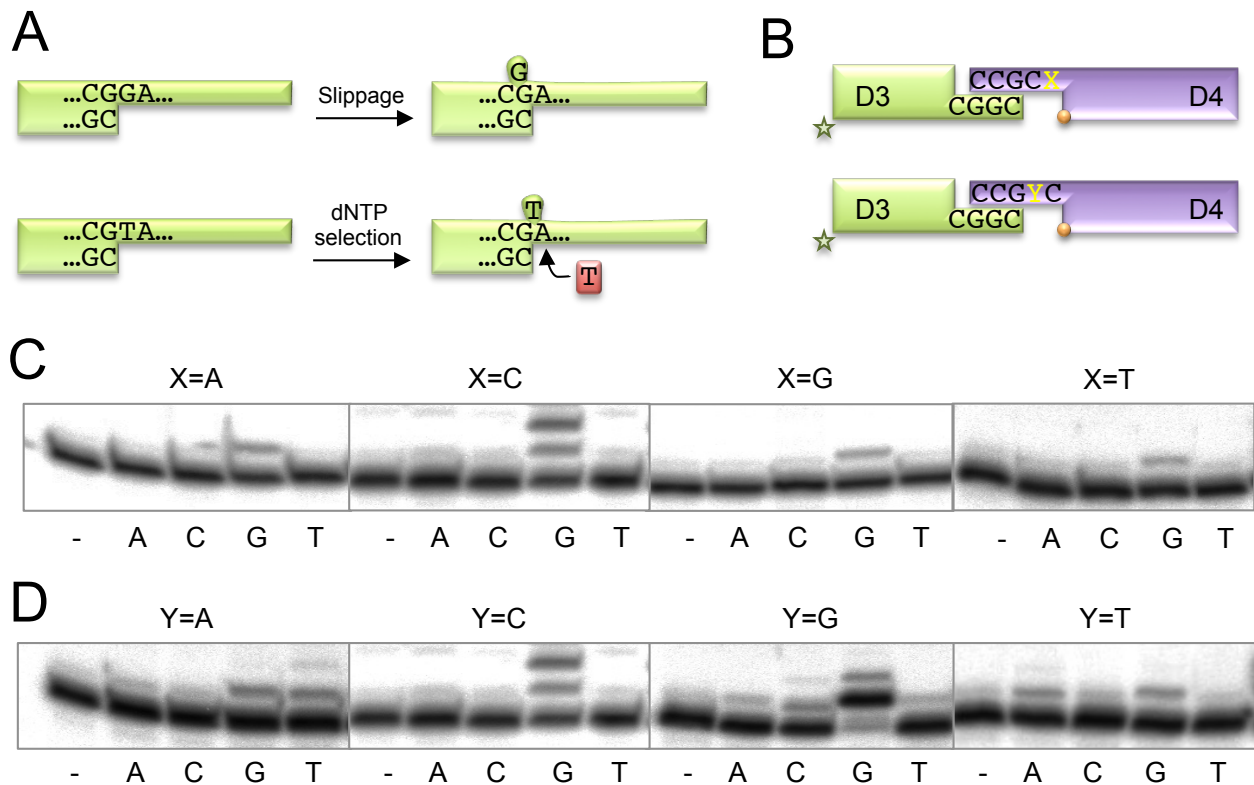 A
...CGGA...
...GC
Slippage
G
...CGA...
...GC
...CGTA...
...GC
dNTP
selection
T
...CGA...
...GC
T
B
D3
CCGCX
CGGC
D4
D3
CCGYC
CGGC
D4
C
X=A X=C X=G X=T
- A C G T - A C G T - A C G T - A C G T
D
Y=A Y=C Y=G Y=T
- A C G T - A C G T - A C G T - A C G T